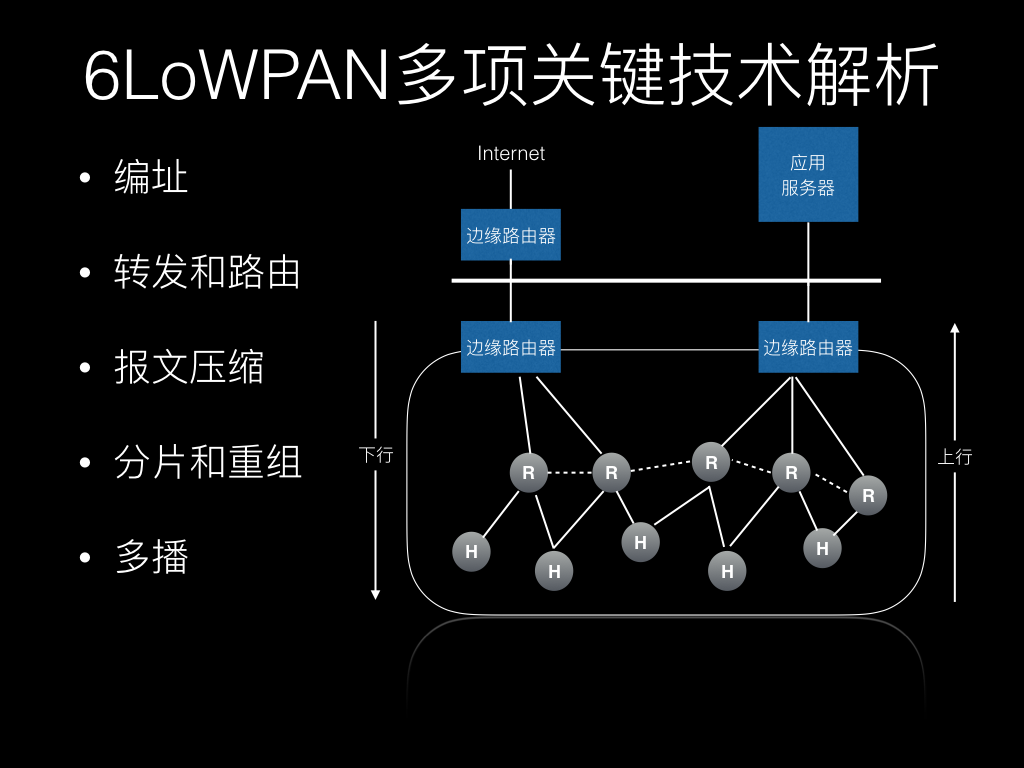 6LoWPAN多项关键技术解析
• 编址
• 转发和路由
• 报文压缩
• 分片和重组
• 多播
Internet
应用
服务器
边缘路由器
边缘路由器
边缘路由器
下行
上行
R
R
R
R
R
H
H
H
H
H